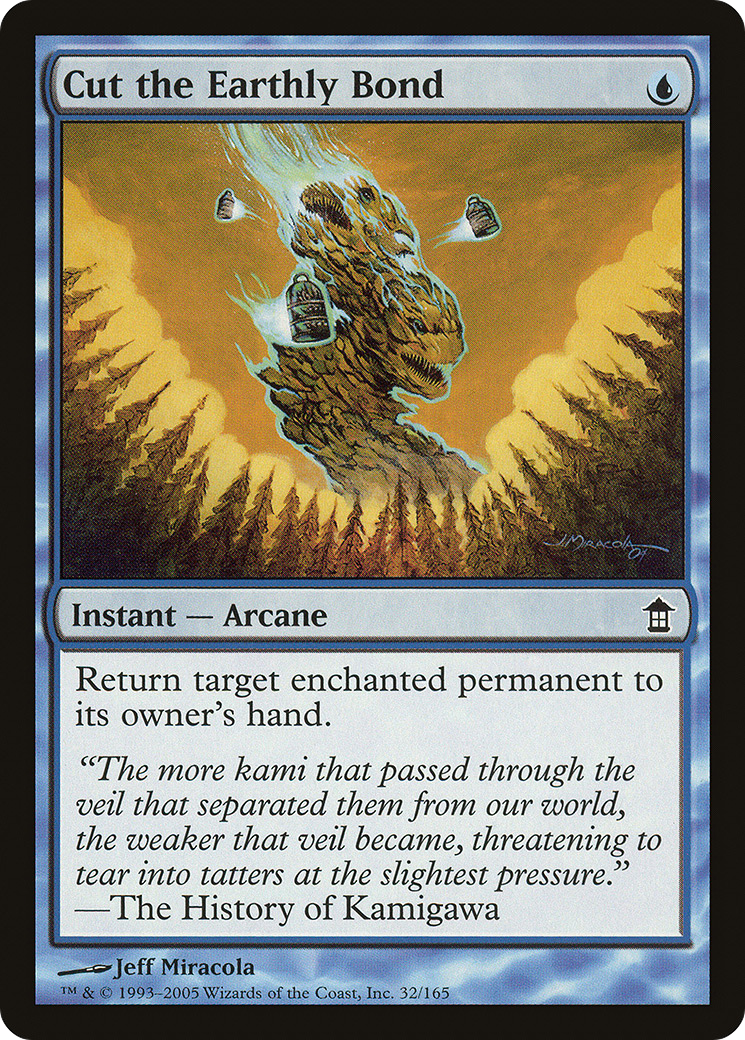 Cut the Earthly Bond
J. Miracola
04
Instant — Arcane
Return target enchanted permanent to
its owner's hand.
“The more kami that passed through the
veil that separated them from our world,
the weaker that veil became, threatening to
tear into tatters at the slightest pressure.”
—The History of Kamigawa
Jeff Miracola
™ & © 1993–2005 Wizards of the Coast, Inc. 32/165